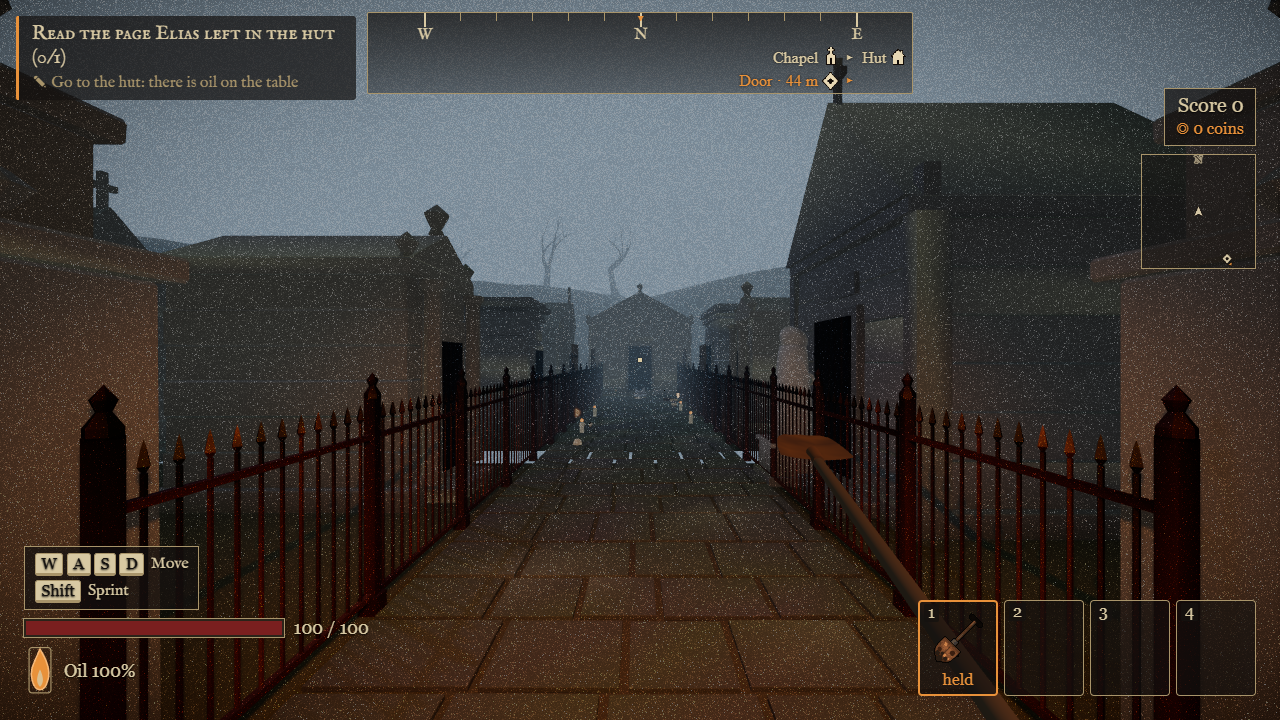 Read the page Elias left in the hut
(0/1)
Go to the hut: there is oil on the table
W N E
Chapel Hut
Door · 44 m
Score 0
0 coins
W A S D Move
Shift Sprint
100 / 100
Oil 100%
1 2 3 4
held